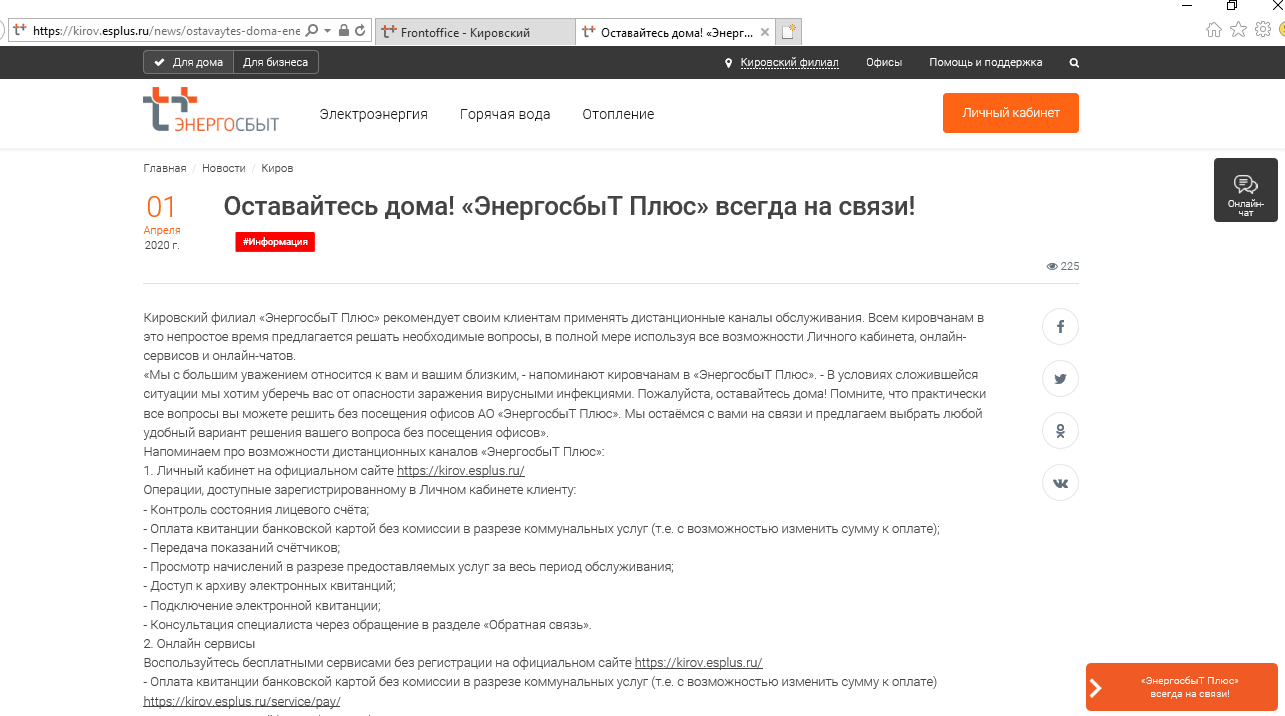 https://kirov.esplus.ru/news/ostavaytes-doma-ene
Frontoffice - Кировский
Оставайтесь дома! «Энерг...
Для дома
Для бизнеса
Кировский филиал
Офисы
Помощь и поддержка
ЭНЕРГОСБЫТ
Электроэнергия
Горячая вода
Отопление
Личный кабинет
Главная / Новости / Киров
Онлайн-
чат
01
Апреля
2020 г.
Оставайтесь дома! «ЭнергосбыТ Плюс» всегда на связи!
#Информация
225
Кировский филиал «ЭнергосбыТ Плюс» рекомендует своим клиентам применять дистанционные каналы обслуживания. Всем кировчанам в
это непростое время предлагается решать необходимые вопросы, в полной мере используя все возможности Личного кабинета, онлайн-
сервисов и онлайн-чатов.
«Мы с большим уважением относится к вам и вашим близким, - напоминают кировчанам в «ЭнергосбыТ Плюс». - В условиях сложившейся
ситуации мы хотим уберечь вас от опасности заражения вирусными инфекциями. Пожалуйста, оставайтесь дома! Помните, что практически
все вопросы вы можете решить без посещения офисов АО «ЭнергосбыТ Плюс». Мы остаёмся с вами на связи и предлагаем выбрать любой
удобный вариант решения вашего вопроса без посещения офисов».
Напоминаем про возможности дистанционных каналов «ЭнергосбыТ Плюс»:
1. Личный кабинет на официальном сайте https://kirov.esplus.ru/
Операции, доступные зарегистрированному в Личном кабинете клиенту:
- Контроль состояния лицевого счёта;
- Оплата квитанции банковской картой без комиссии в разрезе коммунальных услуг (т.е. с возможностью изменить сумму к оплате);
- Передача показаний счётчиков;
- Просмотр начислений в разрезе предоставляемых услуг за весь период обслуживания;
- Доступ к архиву электронных квитанций;
- Подключение электронной квитанции;
- Консультация специалиста через обращение в разделе «Обратная связь».
2. Онлайн сервисы
Воспользуйтесь бесплатными сервисами без регистрации на официальном сайте https://kirov.esplus.ru/
- Оплата квитанции банковской картой без комиссии в разрезе коммунальных услуг (т.е. с возможностью изменить сумму к оплате)
https://kirov.esplus.ru/service/pay/
«ЭнергосбыТ Плюс»
всегда на связи!